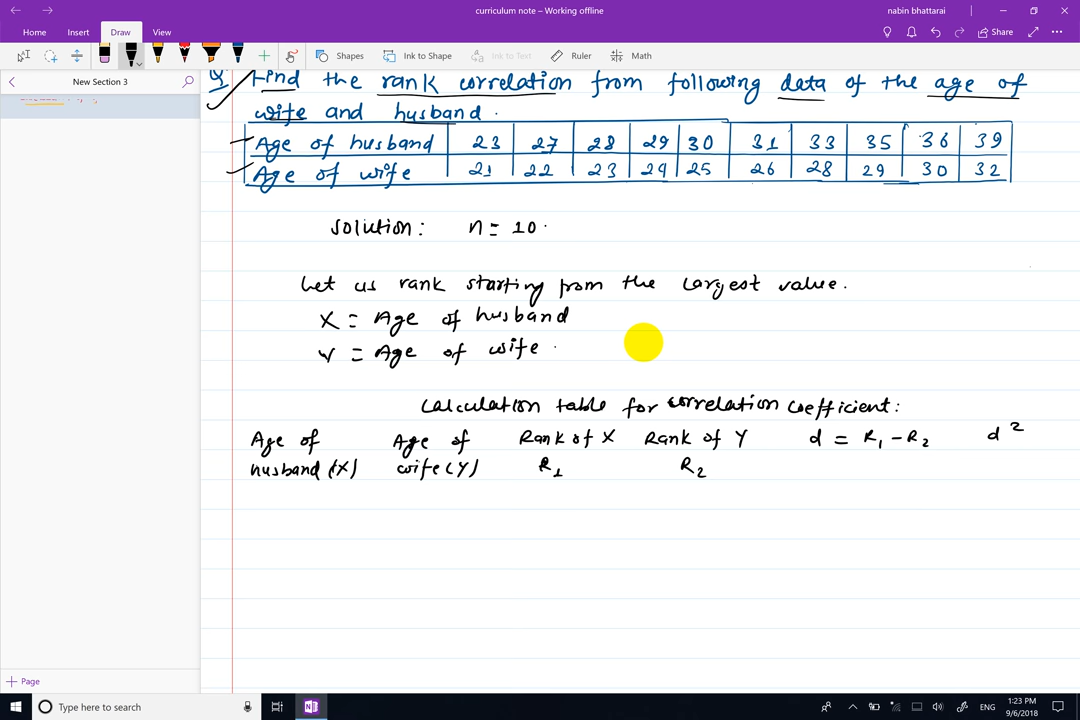 curriculum note – Working offline
nabin bhattarai
Home Insert Draw View
Share
Shapes Ink to Shape Ink to Text Ruler Math
New Section 3
Q. Find the rank correlation from following data of the age of
wife and husband.
Age of husband 23 27 28 29 30 31 33 35 36 39
Age of wife 21 22 23 24 25 26 28 29 30 32
Solution: n = 10.
Let us rank starting from the largest value.
X = Age of husband
Y = Age of wife.
Calculation table for correlation coefficient:
Age of Age of Rank of X Rank of Y d = R1 - R2 d²
husband (X) wife (Y) R1 R2
+ Page
Type here to search
ENG
1:23 PM
9/6/2018